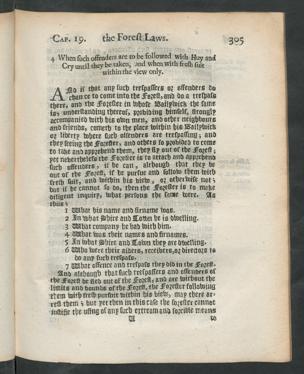 CAP. 19. the Forest Laws. 305
4 When such offenders are to be followed with Huy and
Cry until they be taken, and when with fresh suit
within the view only.
AND if that any such trespassers or offenders do
chance to come into the Forest, and do a trespass
there, and the Forester in whose Bailywick the same
is, understanding thereof, providing himself, strongly
accompanied with his own men, and other neighbours
and friends, cometh to the place within his Bailywick
or liberty where such offenders are trespassing; and
they seeing the Forester, and others so provided to come
to take and apprehend them, they fly out of the Forest,
yet nevertheless the Forester is to attach and apprehend
such offenders, if he can, although that they be
out of the Forest, if he pursue and follow them with
fresh suit, and within his view, or otherwise not;
but if he cannot so do, then the Forester is to make
diligent inquiry, what persons the same were. As
thus:
1 What his name and sirname was.
2 In what Shire and Town he is dwelling.
3 What company he had with him.
4 What was their names and sirnames.
5 In what Shire and Town they are dwelling.
6 Who were their aiders, receivers, or directors to
do any such trespass.
7 What offence and trespass they did in the Forest.
And although that such trespassers and offenders of
the Forest be fled out of the Forest, and are without the
limits and bounds of the Forest, the Forester following
them with fresh pursuit within his view, may there ar-
rest them: but yet then in this case the forester cannot
justifie the using of any such extream and forcible means
U to